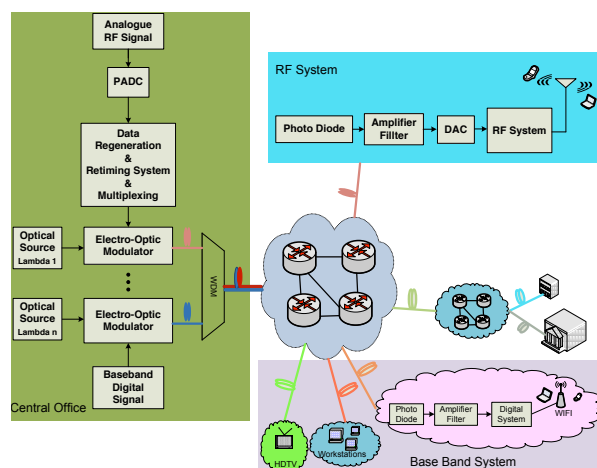 Analogue
RF Signal
PADC
Data
Regeneration
&
Retiming System
&
Multiplexing
Optical
Source
Lambda 1
Electro-Optic
Modulator
Optical
Source
Lambda n
Electro-Optic
Modulator
WDM
Baseband
Digital
Signal
Central Office
RF System
Photo Diode
Amplifier
Fillter
DAC
RF System
HDTV
Workstations
Photo
Diode
Amplifier
Filter
Digital
System
WIFI
Base Band System